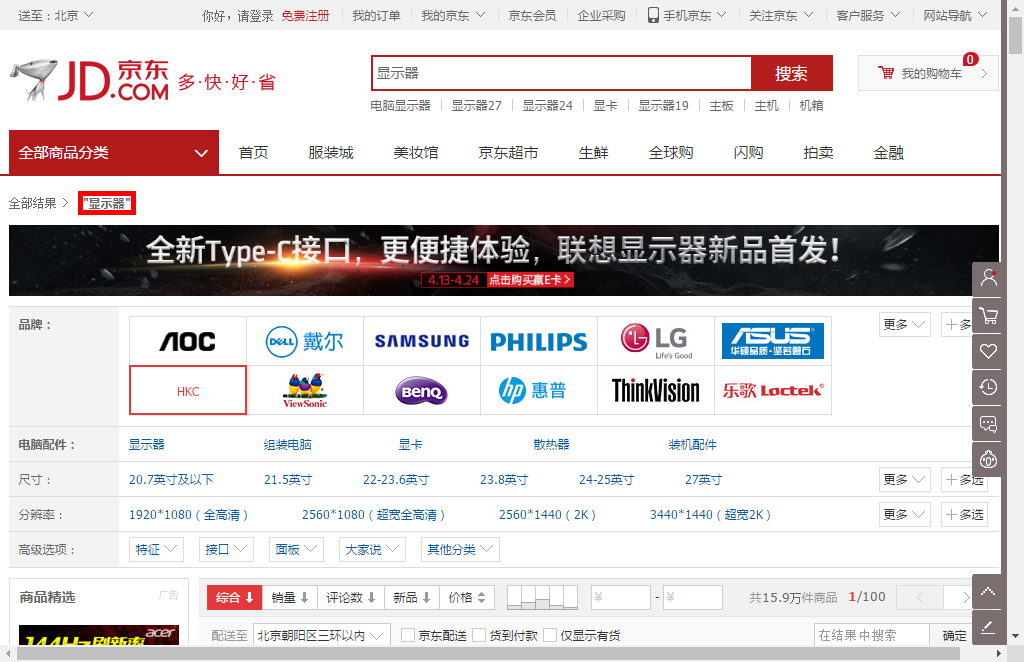 送至：北京
你好，请登录 免费注册 我的订单 我的京东 京东会员 企业采购 手机京东 关注京东 客户服务 网站导航
JD 京东 .COM 多·快·好·省
显示器 搜索
0 我的购物车
电脑显示器 显示器27 显示器24 显卡 显示器19 主板 主机 机箱
全部商品分类 首页 服装城 美妆馆 京东超市 生鲜 全球购 闪购 拍卖 金融
全部结果 > "显示器"
全新Type-C接口，更便捷体验，联想显示器新品首发！
4.13-4.24 点击购买赢E卡 >
品牌： 更多 十多
AOC DELL 戴尔 SAMSUNG PHILIPS LG Life's Good ASUS 华硕品质·坚若磐石
HKC ViewSonic BenQ hp 惠普 ThinkVision 乐歌 Loctek
电脑配件： 显示器 组装电脑 显卡 散热器 装机配件
尺寸： 20.7英寸及以下 21.5英寸 22-23.6英寸 23.8英寸 24-25英寸 27英寸 更多 十多选
分辨率： 1920*1080（全高清） 2560*1080（超宽全高清） 2560*1440（2K） 3440*1440（超宽2K） 更多 十多选
高级选项： 特征 接口 面板 大家说 其他分类
商品精选 广告
综合 销量 评论数 新品 价格 ¥ - ¥ 共15.9万件商品 1/100
配送至 北京朝阳区三环以内 京东配送 货到付款 仅显示有货 在结果中搜索 确定
acer
144Hz刷新率